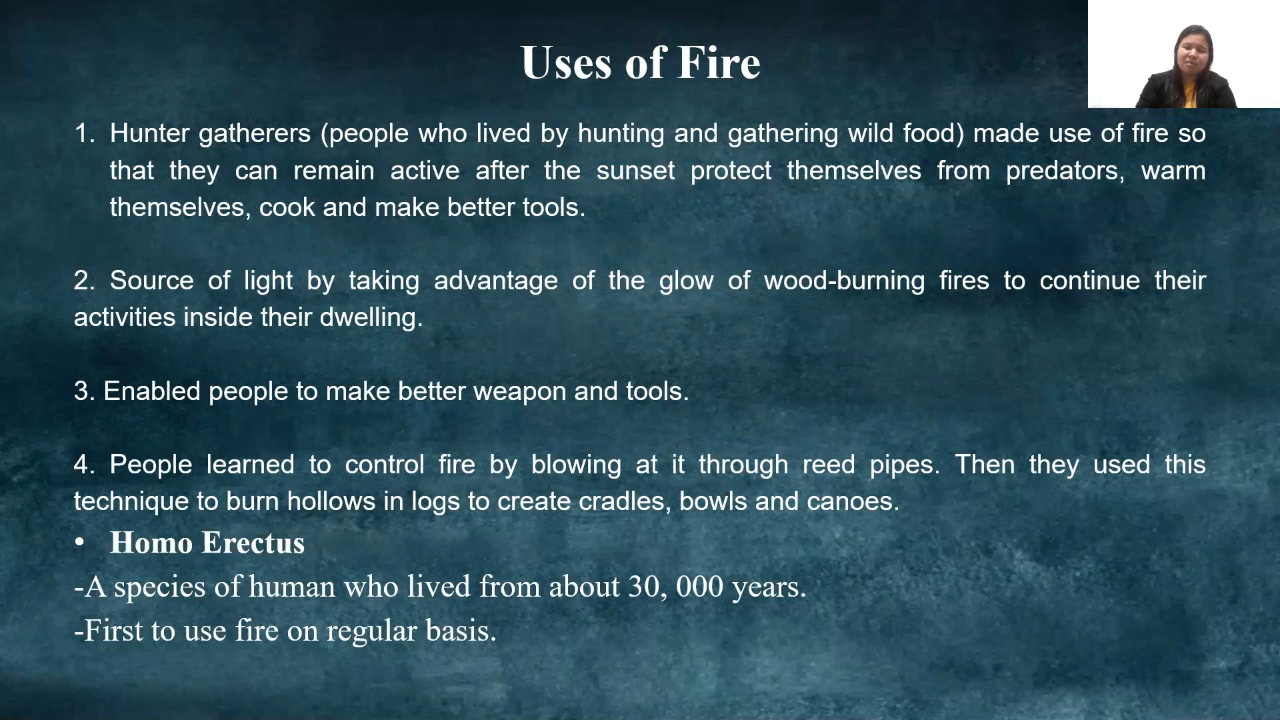 Uses of Fire
1. Hunter gatherers (people who lived by hunting and gathering wild food) made use of fire so
that they can remain active after the sunset protect themselves from predators, warm
themselves, cook and make better tools.
2. Source of light by taking advantage of the glow of wood-burning fires to continue their
activities inside their dwelling.
3. Enabled people to make better weapon and tools.
4. People learned to control fire by blowing at it through reed pipes. Then they used this
technique to burn hollows in logs to create cradles, bowls and canoes.
• Homo Erectus
-A species of human who lived from about 30, 000 years.
-First to use fire on regular basis.